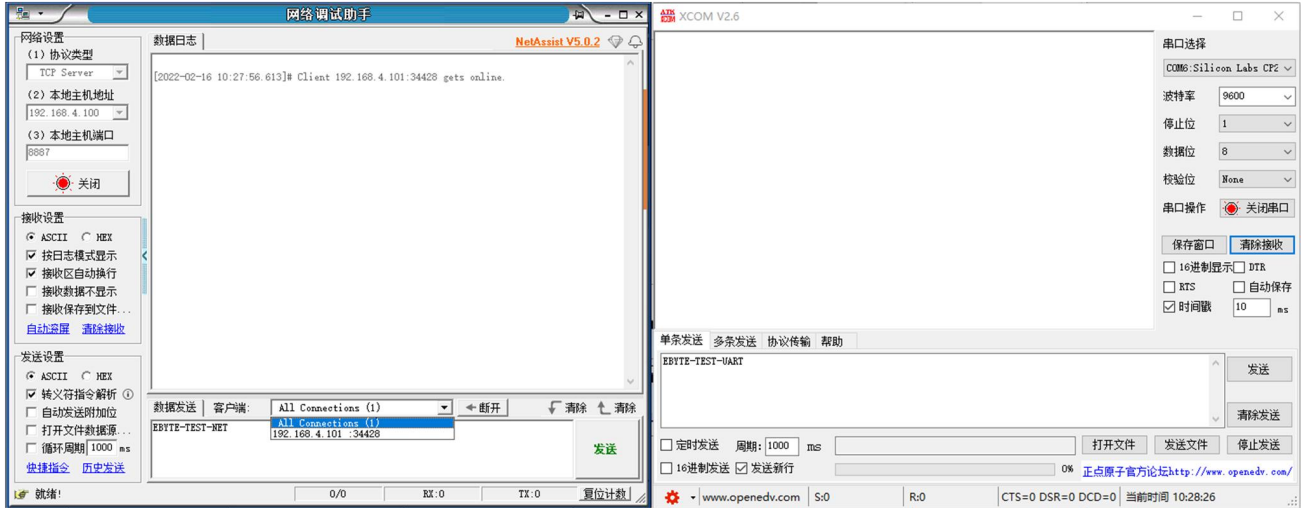 网络调试助手
网络设置
(1) 协议类型
TCP Server
(2) 本地主机地址
192.168.4.100
(3) 本地主机端口
8887
关闭
接收设置
ASCII HEX
按日志模式显示
接收区自动换行
接收数据不显示
接收保存到文件...
自动滚屏 清除接收
发送设置
ASCII HEX
转义符指令解析
自动发送附加位
打开文件数据源...
循环周期 1000 ms
快捷指令 历史发送
数据日志
NetAssist V5.0.2
[2022-02-16 10:27:56.613]# Client 192.168.4.101:34428 gets online.
数据发送 客户端: All Connections (1) 断开 清除 清除
All Connections (1)
192.168.4.101 :34428
EBYTE-TEST-NET
发送
就绪! 0/0 RX:0 TX:0 复位计数
ATK XCOM XCOM V2.6
串口选择
COM6:Silicon Labs CP2
波特率 9600
停止位 1
数据位 8
校验位 None
串口操作 关闭串口
保存窗口 清除接收
16进制显示 DTR
RTS 自动保存
时间戳 10 ms
单条发送 多条发送 协议传输 帮助
EBYTE-TEST-UART
发送
清除发送
定时发送 周期: 1000 ms 打开文件 发送文件 停止发送
16进制发送 发送新行 0% 正点原子官方论坛http://www.openedv.com/
www.openedv.com S:0 R:0 CTS=0 DSR=0 DCD=0 当前时间 10:28:26